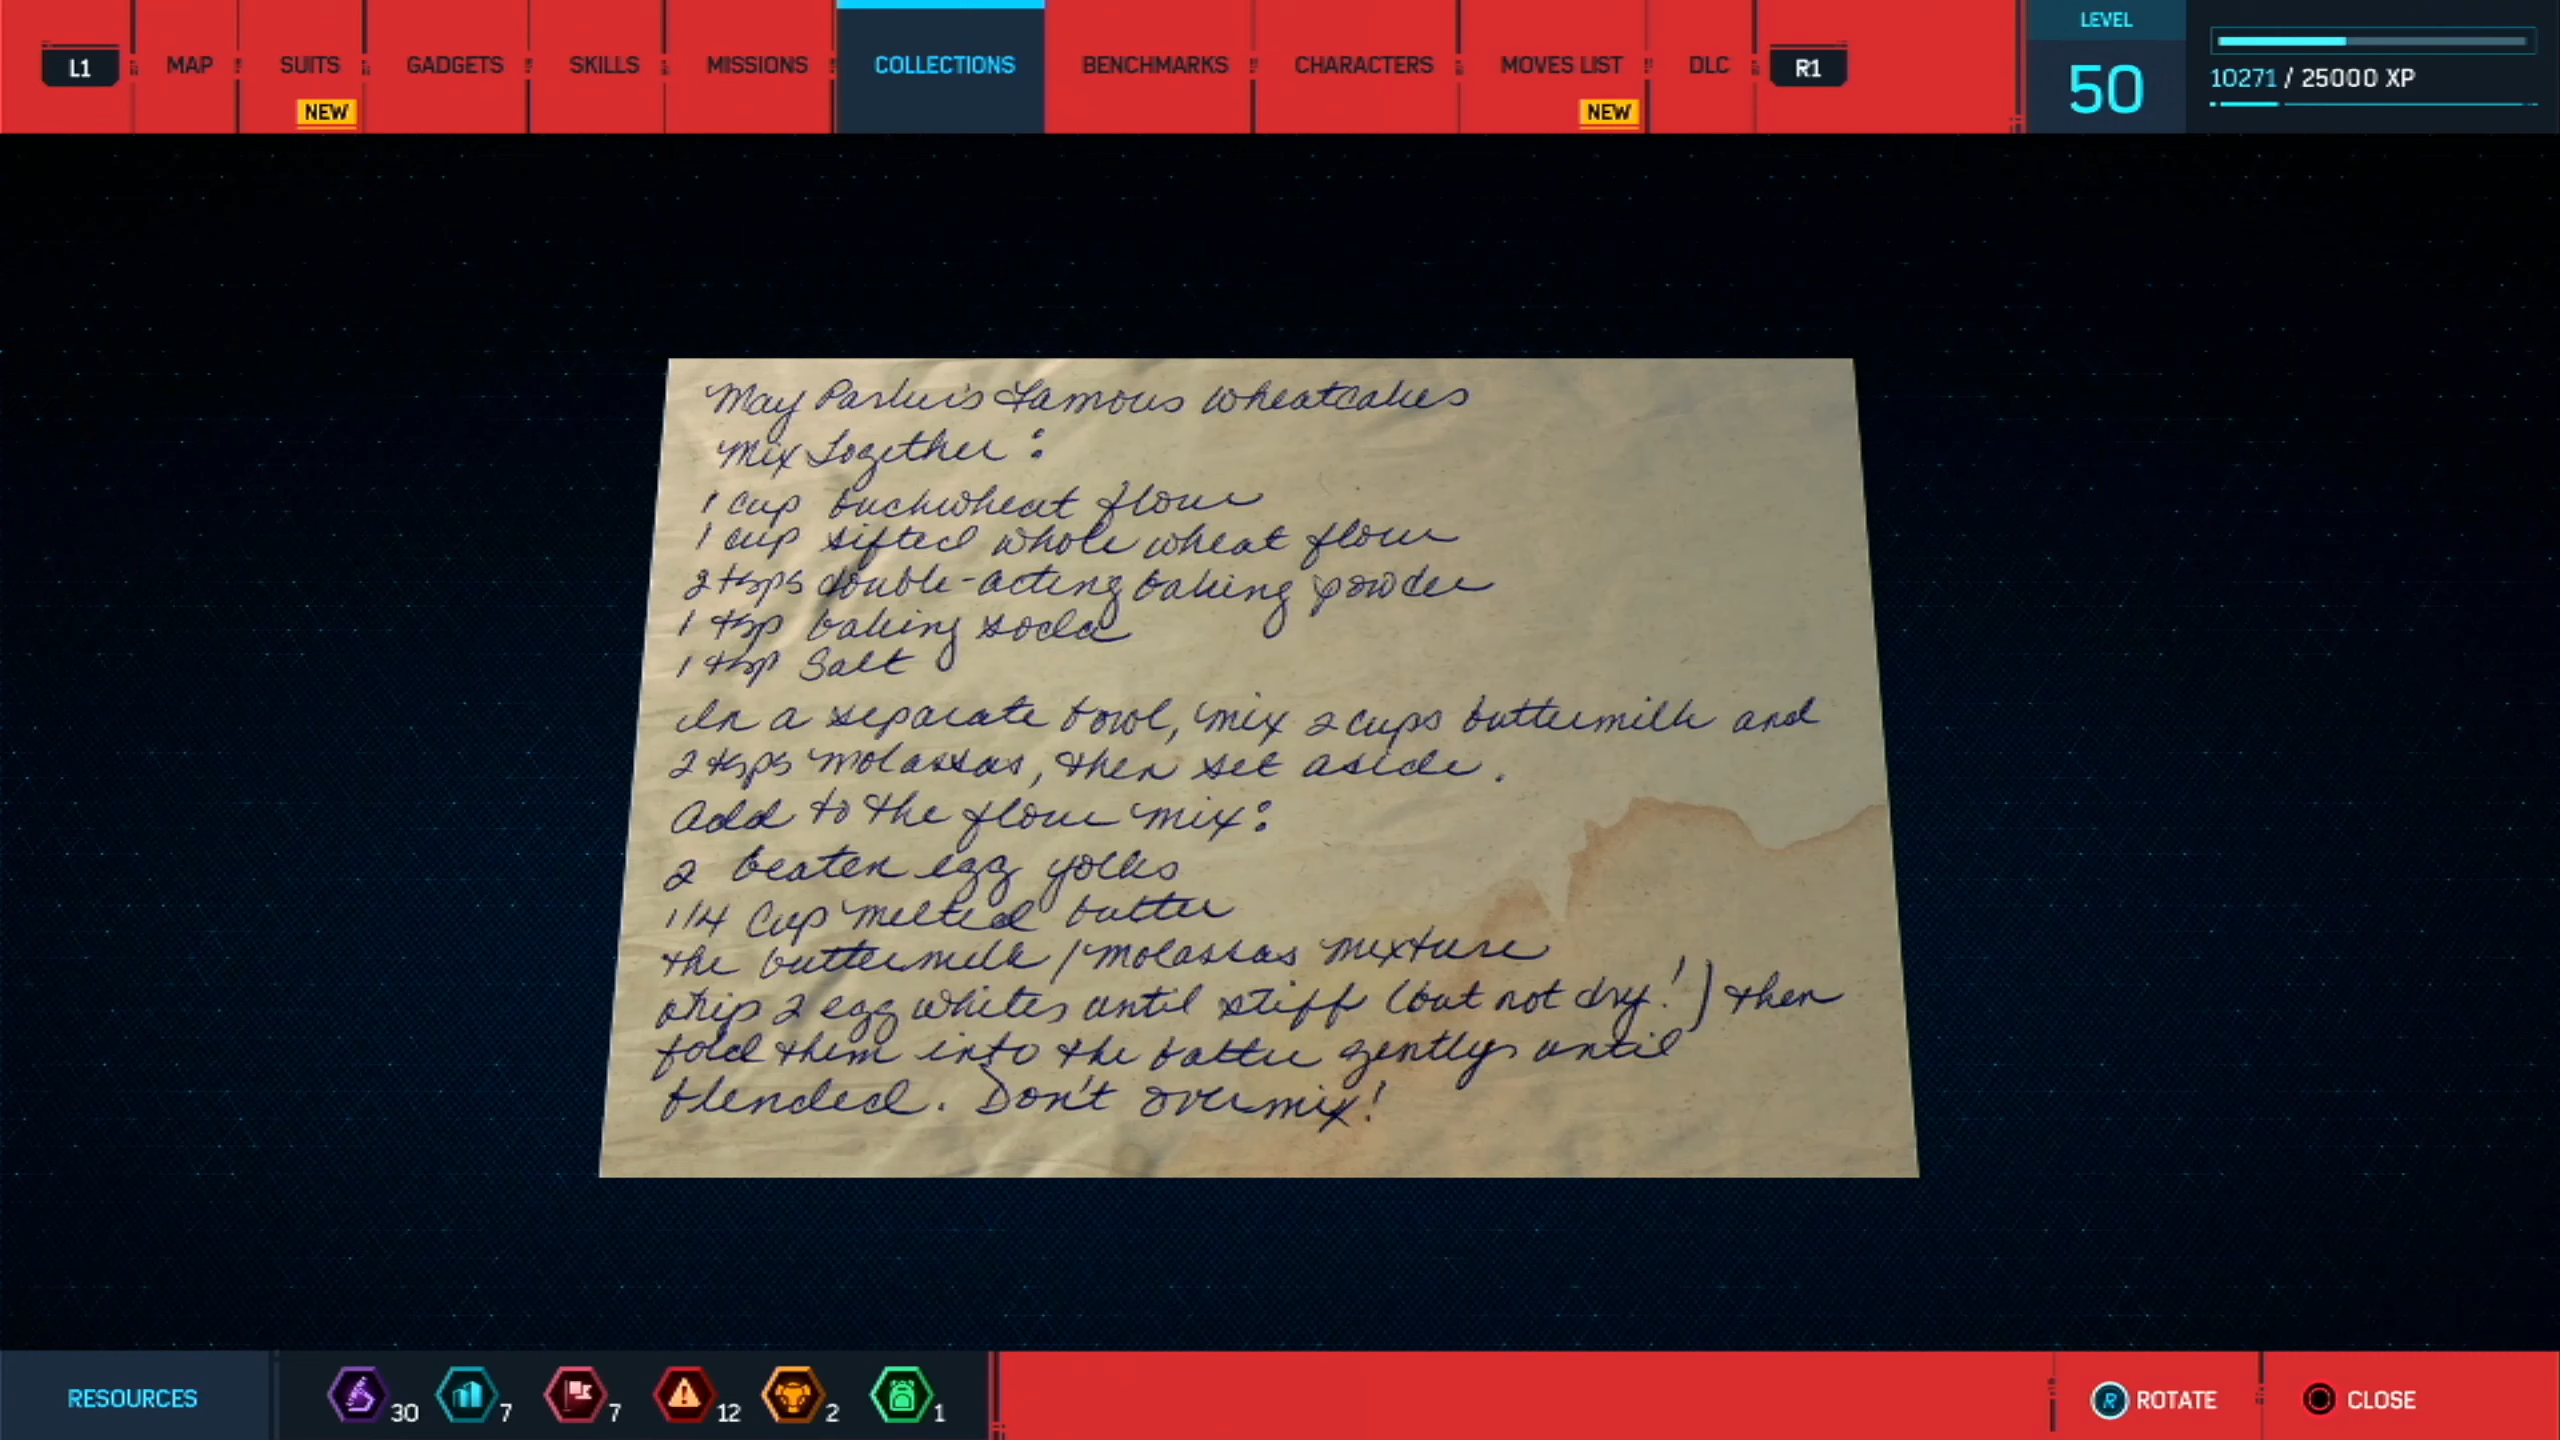 L1 MAP SUITS GADGETS SKILLS MISSIONS COLLECTIONS BENCHMARKS CHARACTERS MOVES LIST DLC R1
NEW NEW
LEVEL
50
10271 / 25000 XP
May Parker's Famous Wheatcakes
Mix Together:
1 cup buckwheat flour
1 cup sifted whole wheat flour
2 tsps double-acting baking powder
1 tsp baking soda
1 tsp Salt
In a separate bowl, mix 2 cups buttermilk and
2 tsps molassas, then set aside.
Add to the flour mix:
2 beaten egg yolks
1/4 Cup melted butter
the buttermilk/molassas mixture
whip 2 egg whites until stiff (but not dry!) then
fold them into the batter gently until
blended. Don't overmix!
RESOURCES 30 7 7 12 2 1
R ROTATE CLOSE